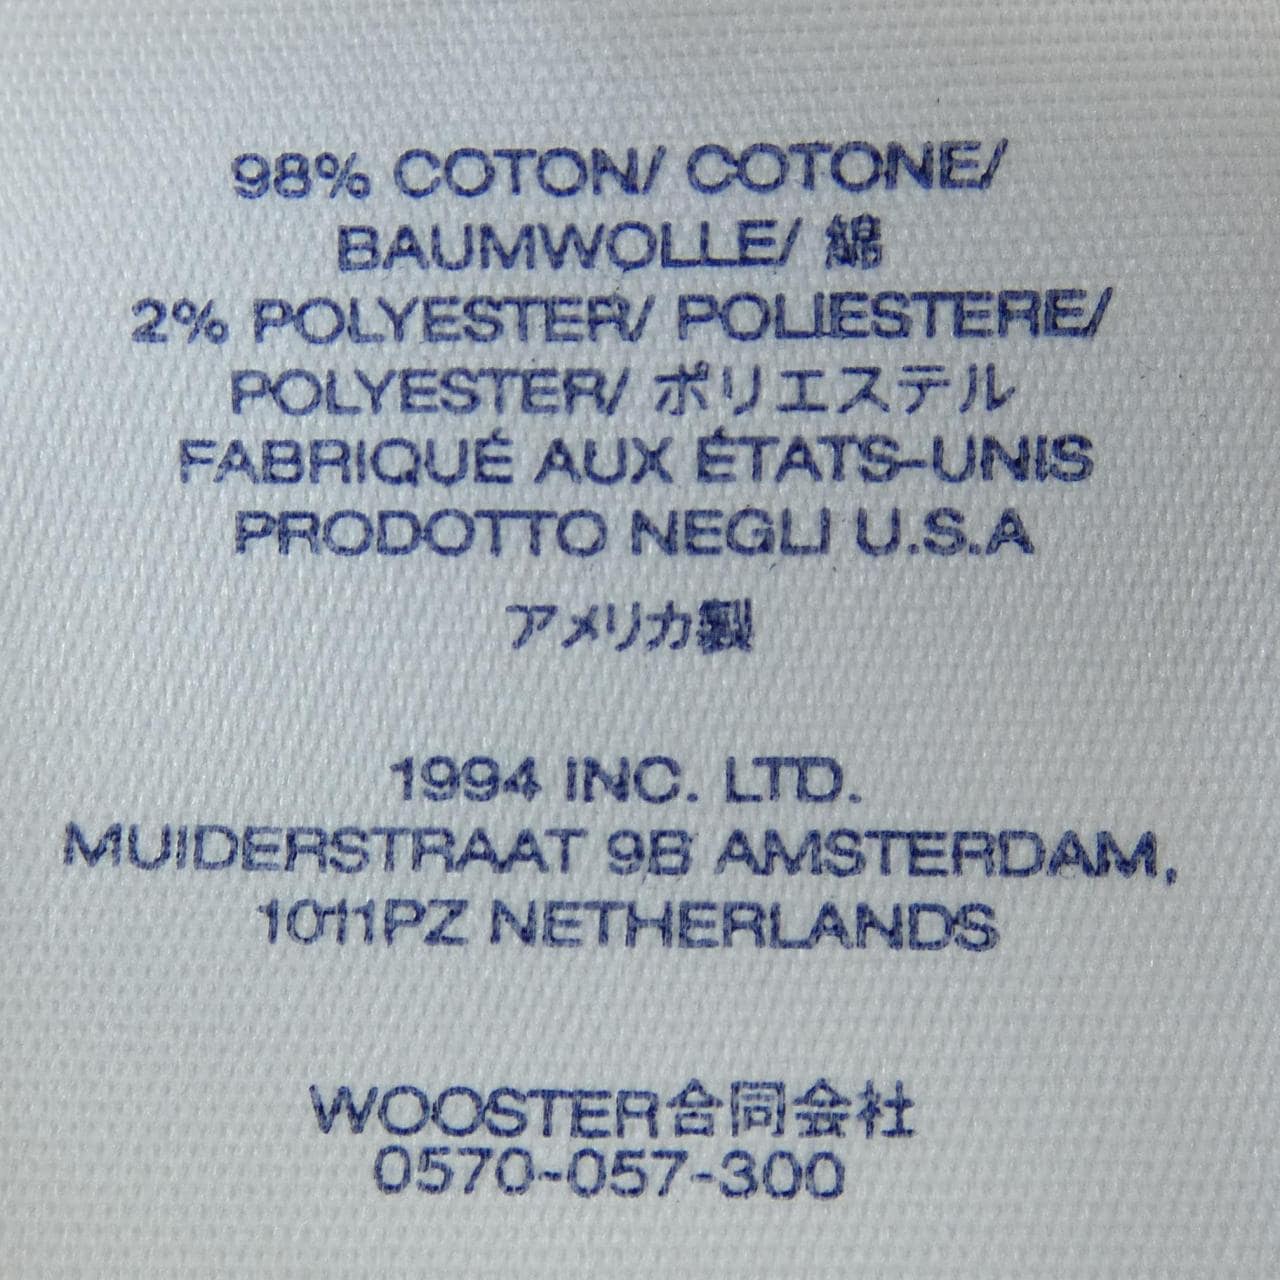 98% COTON/ COTONE/
BAUMWOLLE/ 綿
2% POLYESTER/ POLIESTERE/
POLYESTER/ ポリエステル
FABRIQUÉ AUX ÉTATS-UNIS
PRODOTTO NEGLI U.S.A
アメリカ製
1994 INC. LTD.
MUIDERSTRAAT 9B AMSTERDAM,
1011PZ NETHERLANDS
WOOSTER合同会社
0570-057-300